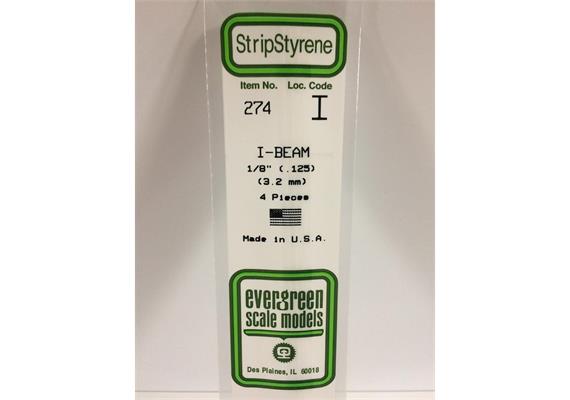 StripStyrene
Item No. Loc. Code
274 I
I-BEAM
1/8" (.125)
(3.2 mm)
4 Pieces
Made in U.S.A.
evergreen
scale models
Des Plaines, IL 60018